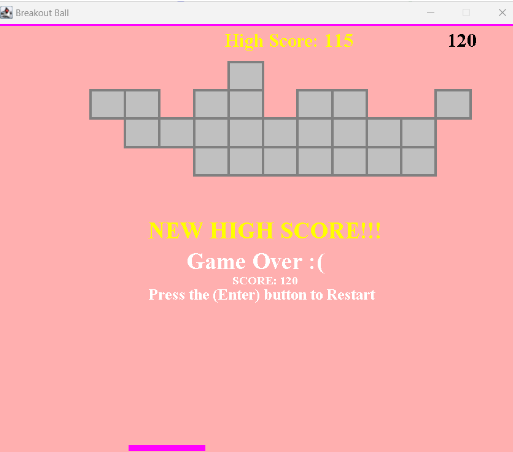 Breakout Ball
High Score: 115 120
NEW HIGH SCORE!!!
Game Over :(
SCORE: 120
Press the (Enter) button to Restart